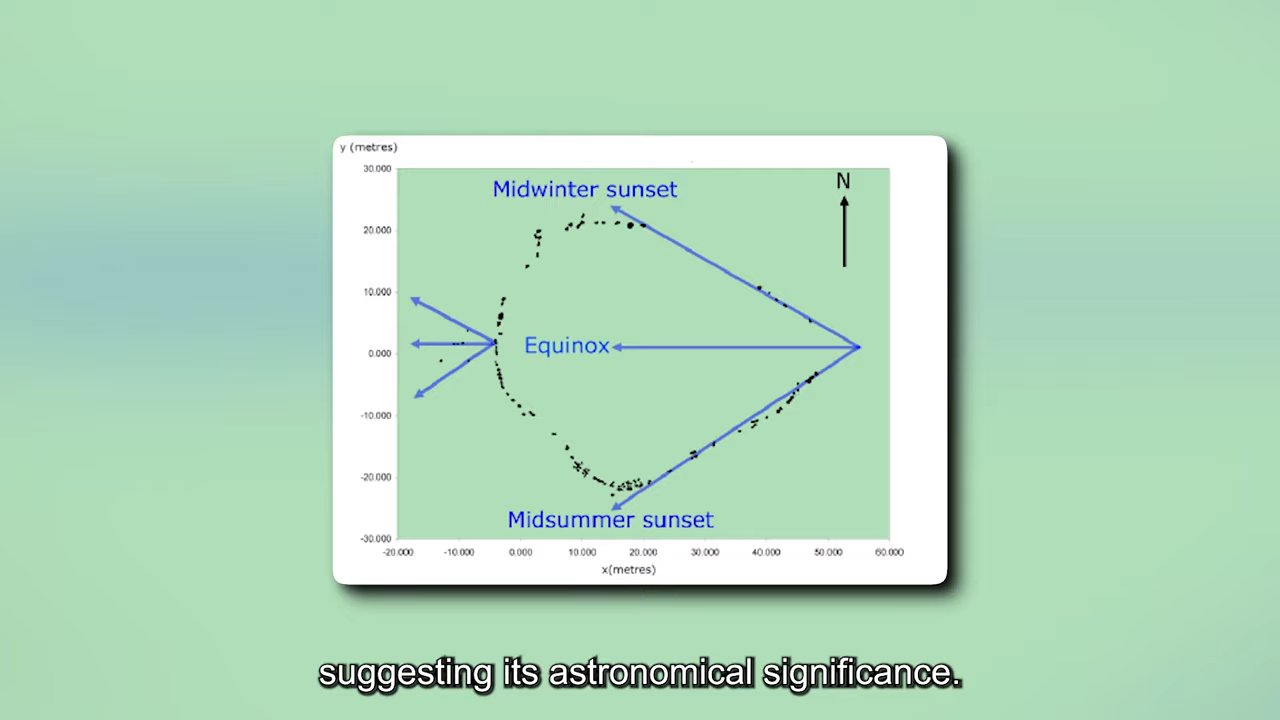 y (metres)
30.000
20.000
10.000
0.000
-10.000
-20.000
-30.000
Midwinter sunset
N
Equinox
Midsummer sunset
-20.000 -10.000 0.000 10.000 20.000 30.000 40.000 50.000 60.000
x(metres)
suggesting its astronomical significance.